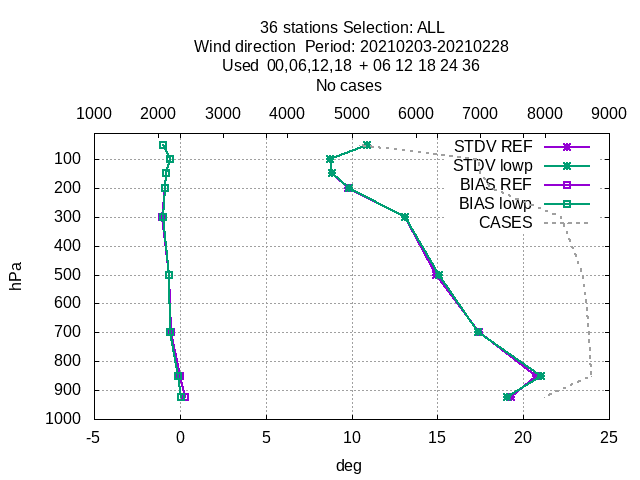 36 stations Selection: ALL
Wind direction  Period: 20210203-20210228
Used  00,06,12,18  + 06 12 18 24 36
No cases
1000 2000 3000 4000 5000 6000 7000 8000 9000
STDV REF
STDV lowp
BIAS REF
BIAS lowp
CASES
100
200
300
400
500
600
700
800
900
1000
hPa
-5 0 5 10 15 20 25
deg